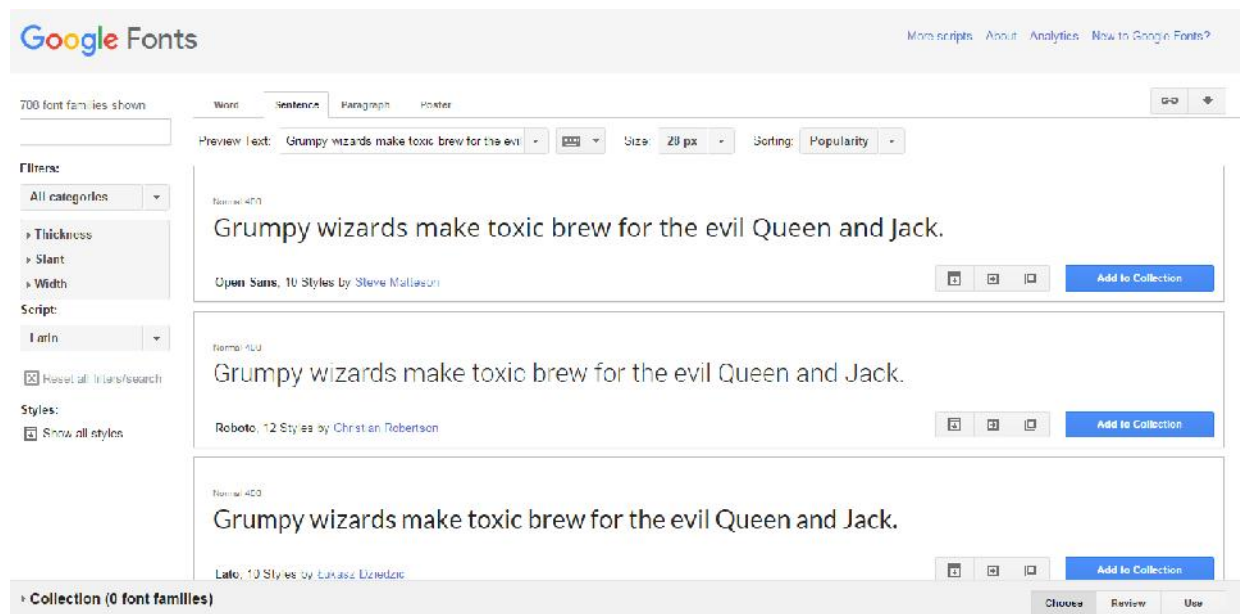 Google Fonts
More scripts About Analytics New to Google Fonts?
708 font families shown
Word Sentence Paragraph Poster
Preview Text: Grumpy wizards make toxic brew for the evil Size: 28 px Sorting: Popularity
Filters:
All categories
Thickness
Slant
Width
Script:
Latin
Reset all filters/search
Styles:
Show all styles
Normal 400
Grumpy wizards make toxic brew for the evil Queen and Jack.
Open Sans, 10 Styles by Steve Matteson
Add to Collection
Normal 400
Grumpy wizards make toxic brew for the evil Queen and Jack.
Roboto, 12 Styles by Christian Robertson
Add to Collection
Normal 400
Grumpy wizards make toxic brew for the evil Queen and Jack.
Lato, 10 Styles by Łukasz Dziedzic
Add to Collection
Collection (0 font families)
Choose Review Use